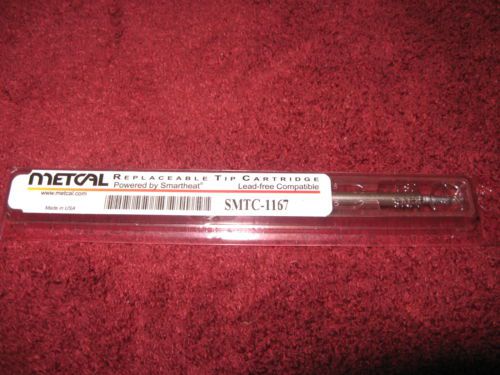 METCAL
www.metcal.com
REPLACEABLE TIP CARTRIDGE
Powered by Smartheat® Lead-free Compatible
Made in USA
SMTC-1167